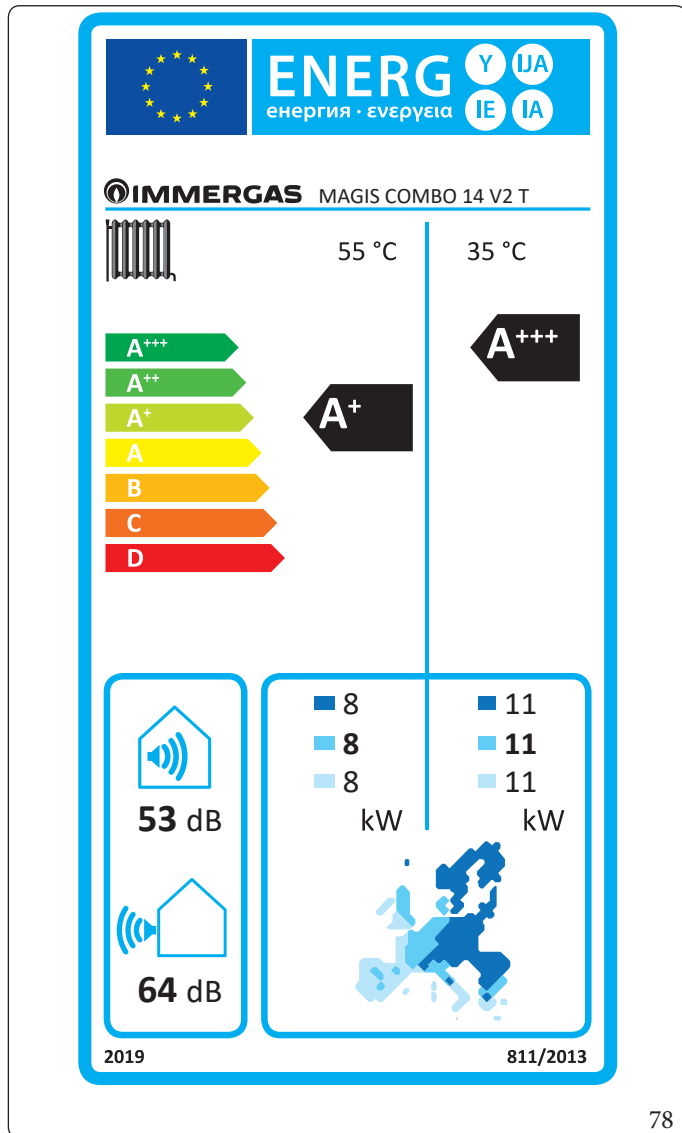 ENERG Y IJA
енергия · ενεργεια IE IA
IMMERGAS MAGIS COMBO 14 V2 T
55 °C 35 °C
A+++ A+++
A++
A+ A+
A
B
C
D
8 11
8 11
8 11
kW kW
53 dB
64 dB
2019 811/2013
78